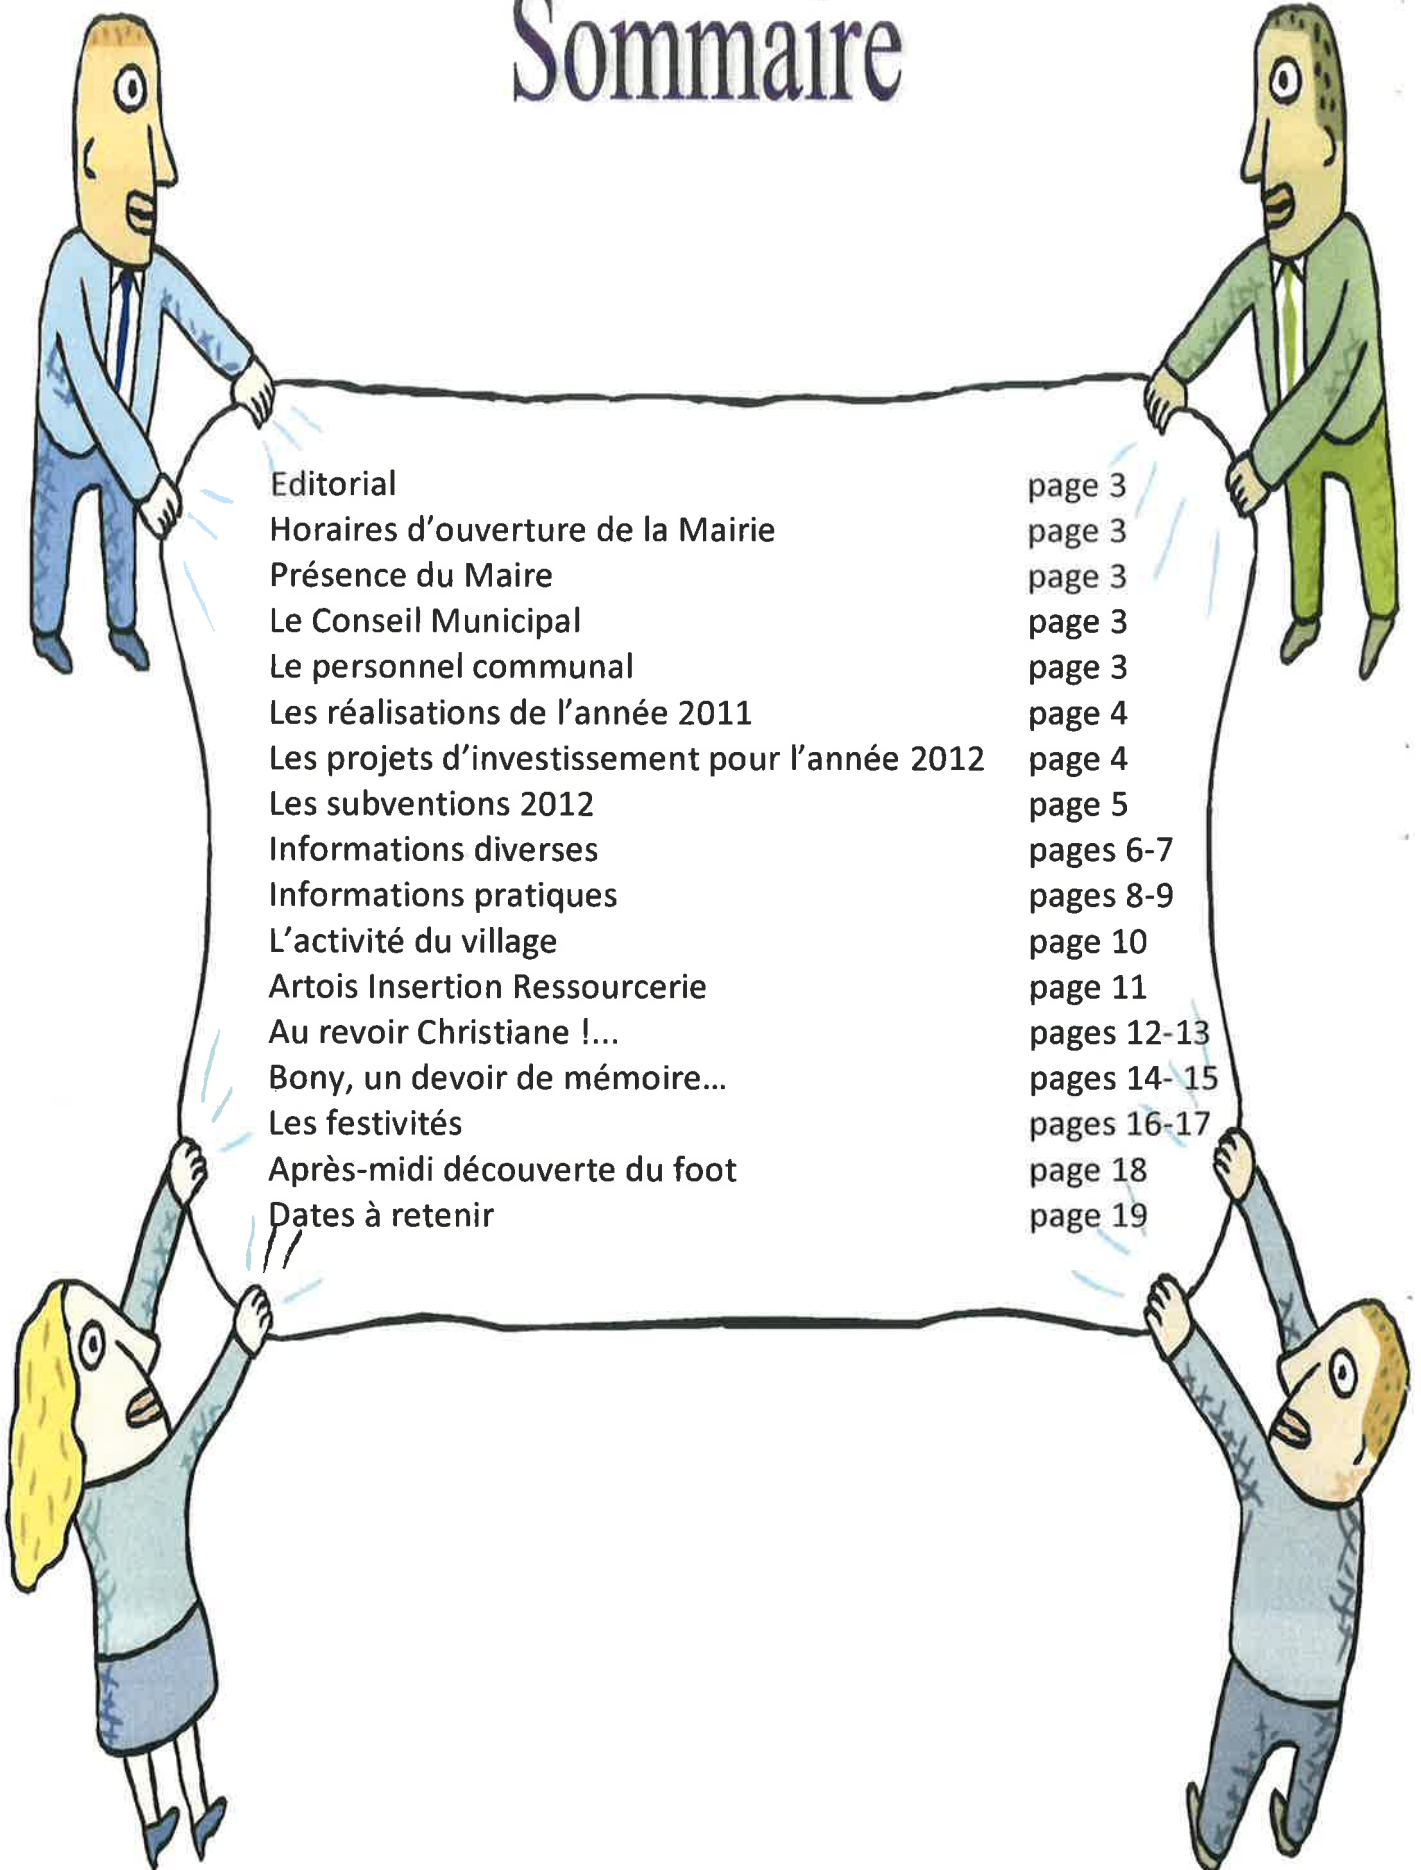 Sommaire
Editorial page 3
Horaires d’ouverture de la Mairie page 3
Présence du Maire page 3
Le Conseil Municipal page 3
Le personnel communal page 3
Les réalisations de l’année 2011 page 4
Les projets d’investissement pour l’année 2012 page 4
Les subventions 2012 page 5
Informations diverses pages 6-7
Informations pratiques pages 8-9
L’activité du village page 10
Artois Insertion Ressourcerie page 11
Au revoir Christiane !... pages 12-13
Bony, un devoir de mémoire... pages 14- 15
Les festivités pages 16-17
Après-midi découverte du foot page 18
Dates à retenir page 19